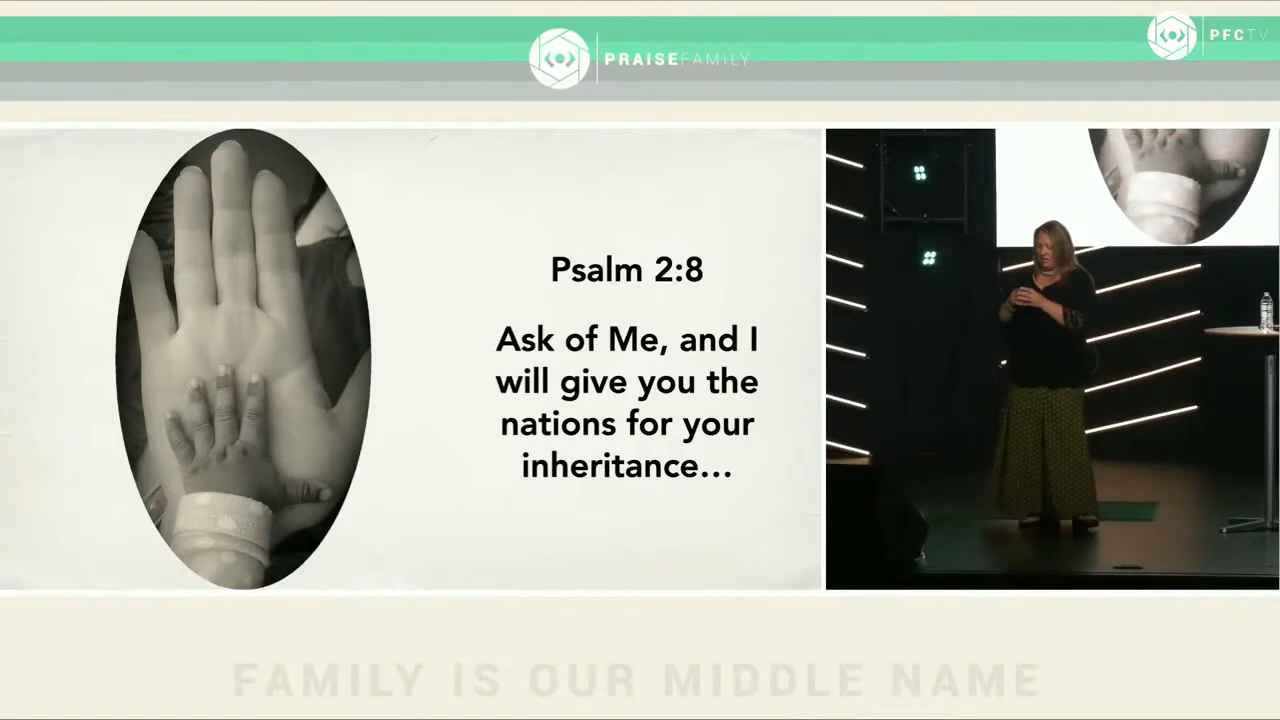 PRAISEFAMILY
PFCTV
Psalm 2:8
Ask of Me, and I
will give you the
nations for your
inheritance...
FAMILY IS OUR MIDDLE NAME